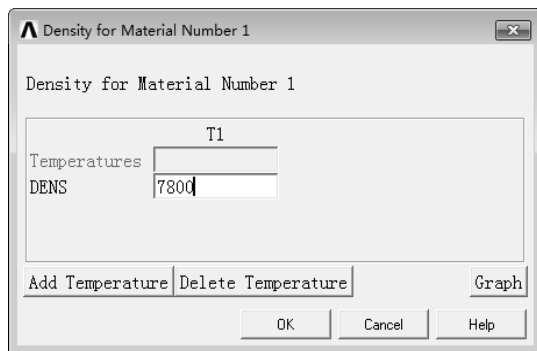 Density for Material Number 1
Density for Material Number 1
T1
Temperatures
DENS 7800
Add Temperature Delete Temperature Graph
OK Cancel Help